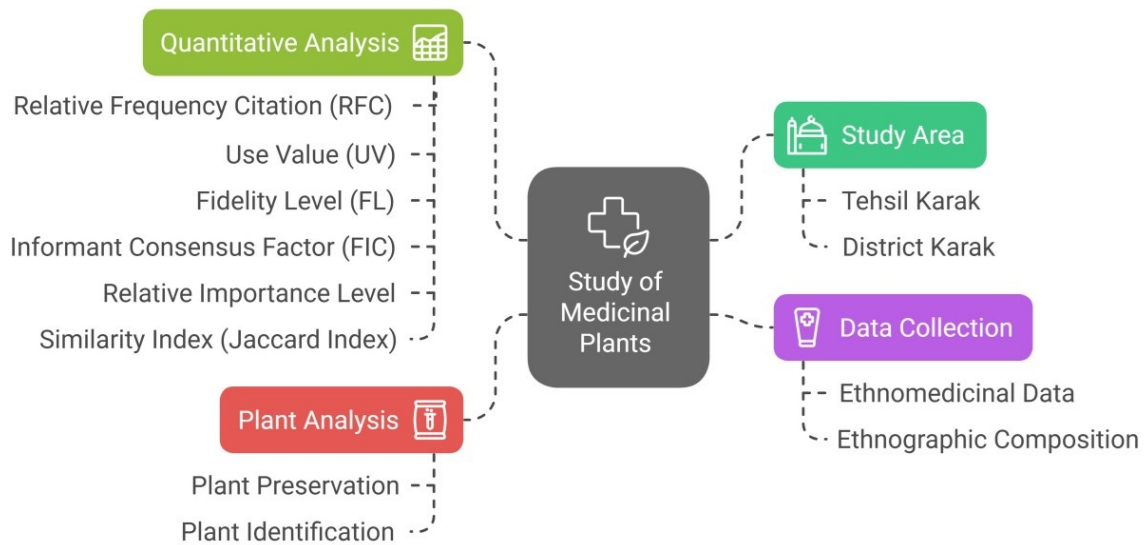 Quantitative Analysis
Relative Frequency Citation (RFC)
Use Value (UV)
Fidelity Level (FL)
Informant Consensus Factor (FIC)
Relative Importance Level
Similarity Index (Jaccard Index)
Plant Analysis
Plant Preservation
Plant Identification
Study of
Medicinal
Plants
Study Area
Tehsil Karak
District Karak
Data Collection
Ethnomedicinal Data
Ethnographic Composition